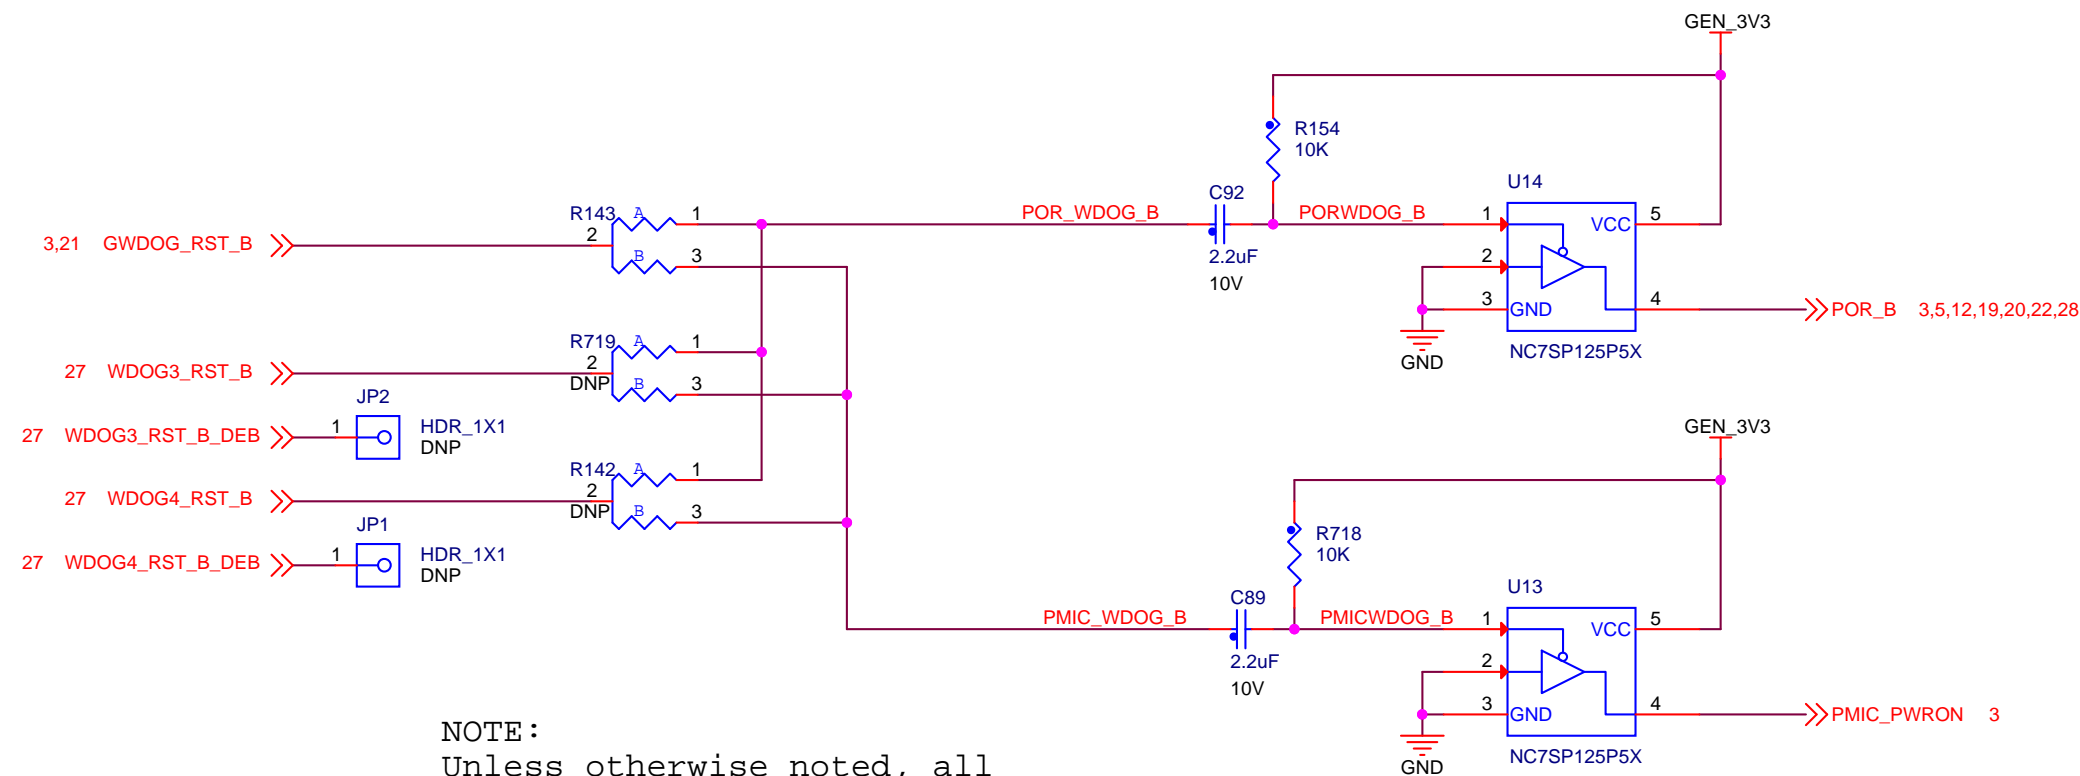 GEN_3V3
R154
10K
U14
C92
R143 A 1
POR_WDOG_B
PORWDOG_B
1
VCC 5
3,21 GWDOG_RST_B
2
B 3
2.2uF
10V
2
3 GND
4
POR_B 3,5,12,19,20,22,28
GND
NC7SP125P5X
R719 A 1
27 WDOG3_RST_B
2
DNP B 3
JP2
27 WDOG3_RST_B_DEB
1
HDR_1X1
DNP
GEN_3V3
R142 A 1
27 WDOG4_RST_B
2
DNP B 3
JP1
27 WDOG4_RST_B_DEB
1
HDR_1X1
DNP
R718
10K
U13
C89
PMIC_WDOG_B
PMICWDOG_B
1
VCC 5
2.2uF
10V
2
3 GND
4
PMIC_PWRON 3
GND
NC7SP125P5X
NOTE:
Unless otherwise noted, all